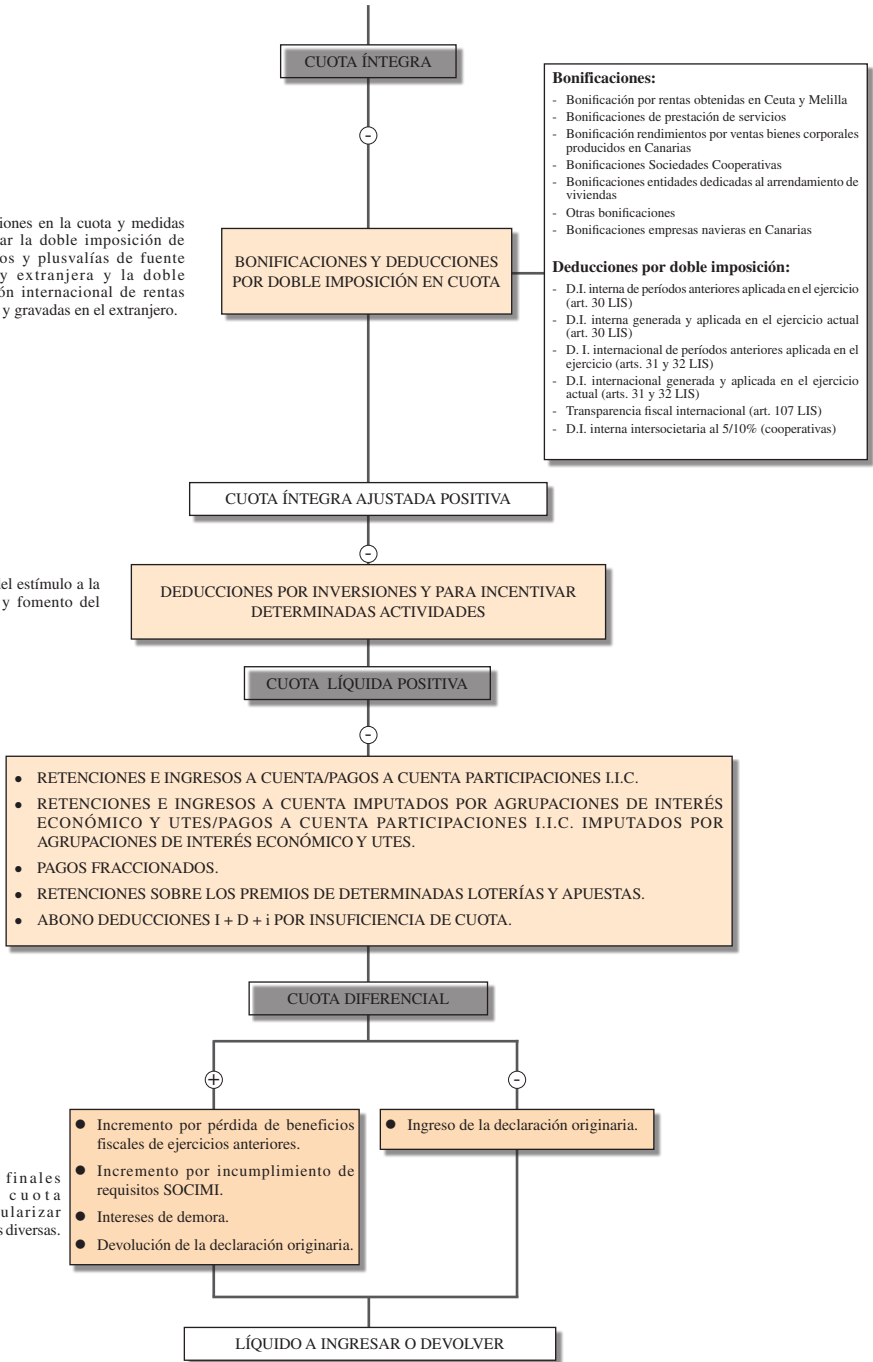 CUOTA ÍNTEGRA
-
Bonificaciones:
- Bonificación por rentas obtenidas en Ceuta y Melilla
- Bonificaciones de prestación de servicios
- Bonificación rendimientos por ventas bienes corporales
producidos en Canarias
- Bonificaciones Sociedades Cooperativas
- Bonificaciones entidades dedicadas al arrendamiento de
viviendas
- Otras bonificaciones
- Bonificaciones empresas navieras en Canarias
Deducciones por doble imposición:
- D.I. interna de períodos anteriores aplicada en el ejercicio
(art. 30 LIS)
- D.I. interna generada y aplicada en el ejercicio actual
(art. 30 LIS)
- D. I. internacional de períodos anteriores aplicada en el
ejercicio (arts. 31 y 32 LIS)
- D.I. internacional generada y aplicada en el ejercicio
actual (arts. 31 y 32 LIS)
- Transparencia fiscal internacional (art. 107 LIS)
- D.I. interna intersocietaria al 5/10% (cooperativas)
iones en la cuota y medidas
ar la doble imposición de
os y plusvalías de fuente
y extranjera y la doble
ón internacional de rentas
y gravadas en el extranjero.
BONIFICACIONES Y DEDUCCIONES
POR DOBLE IMPOSICIÓN EN CUOTA
CUOTA ÍNTEGRA AJUSTADA POSITIVA
-
el estímulo a la
y fomento del
DEDUCCIONES POR INVERSIONES Y PARA INCENTIVAR
DETERMINADAS ACTIVIDADES
CUOTA LÍQUIDA POSITIVA
-
● RETENCIONES E INGRESOS A CUENTA/PAGOS A CUENTA PARTICIPACIONES I.I.C.
● RETENCIONES E INGRESOS A CUENTA IMPUTADOS POR AGRUPACIONES DE INTERÉS
ECONÓMICO Y UTES/PAGOS A CUENTA PARTICIPACIONES I.I.C. IMPUTADOS POR
AGRUPACIONES DE INTERÉS ECONÓMICO Y UTES.
● PAGOS FRACCIONADOS.
● RETENCIONES SOBRE LOS PREMIOS DE DETERMINADAS LOTERÍAS Y APUESTAS.
● ABONO DEDUCCIONES I + D + i POR INSUFICIENCIA DE CUOTA.
CUOTA DIFERENCIAL
+
-
● Incremento por pérdida de beneficios
fiscales de ejercicios anteriores.
● Incremento por incumplimiento de
requisitos SOCIMI.
● Intereses de demora.
● Devolución de la declaración originaria.
● Ingreso de la declaración originaria.
finales
cuota
ularizar
s diversas.
LÍQUIDO A INGRESAR O DEVOLVER